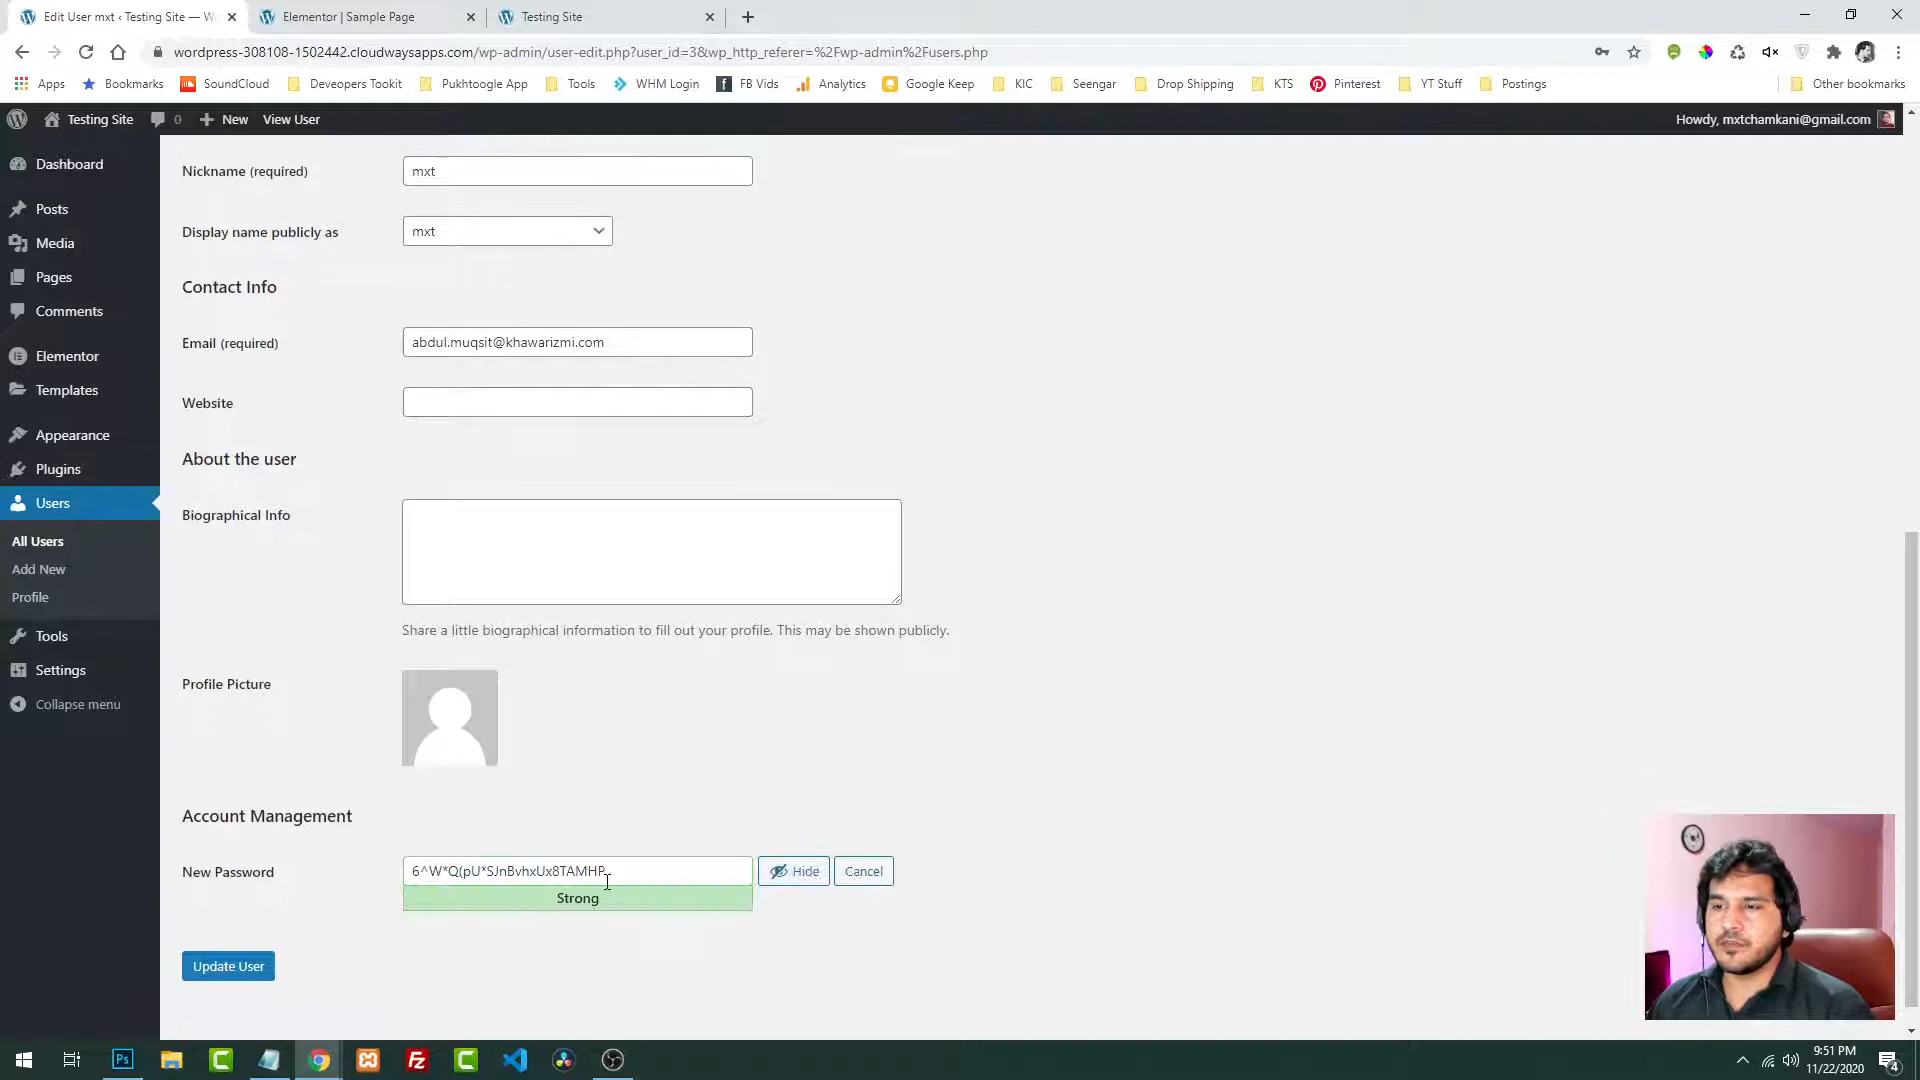 Edit User mxt ‹ Testing Site — W
Elementor | Sample Page
Testing Site
wordpress-308108-1502442.cloudwaysapps.com/wp-admin/user-edit.php?user_id=3&wp_http_referer=%2Fwp-admin%2Fusers.php
Apps Bookmarks SoundCloud Deveopers Tookit Pukhtoogle App Tools WHM Login FB Vids Analytics Google Keep KIC Seengar Drop Shipping KTS Pinterest YT Stuff Postings Other bookmarks
Testing Site 0 New View User Howdy, mxtchamkani@gmail.com
Dashboard
Posts
Media
Pages
Comments
Elementor
Templates
Appearance
Plugins
Users
All Users
Add New
Profile
Tools
Settings
Collapse menu
Nickname (required) mxt
Display name publicly as mxt
Contact Info
Email (required) abdul.muqsit@khawarizmi.com
Website
About the user
Biographical Info
Share a little biographical information to fill out your profile. This may be shown publicly.
Profile Picture
Account Management
New Password 6^W*Q(pU*SJnBvhxUx8TAMHP Hide Cancel
Strong
Update User
Ps
9:51 PM
11/22/2020
4